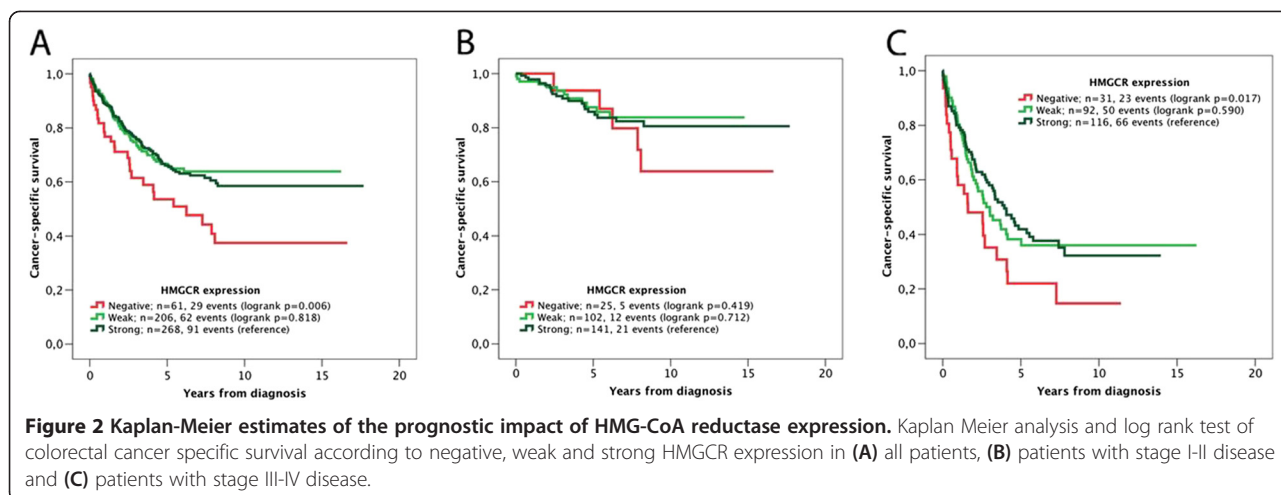 A
1,0
0,8
0,6
0,4
0,2
0,0
Cancer-specific survival
HMGCR expression
Negative; n=61, 29 events (logrank p=0.006)
Weak; n=206, 62 events (logrank p=0.818)
Strong; n=268, 91 events (reference)
0 5 10 15 20
Years from diagnosis
B
1,0
0,8
0,6
0,4
0,2
0,0
Cancer-specific survival
HMGCR expression
Negative; n=25, 5 events (logrank p=0.419)
Weak; n=102, 12 events (logrank p=0.712)
Strong; n=141, 21 events (reference)
0 5 10 15 20
Years from diagnosis
C
1,0
0,8
0,6
0,4
0,2
0,0
Cancer-specific survival
HMGCR expression
Negative; n=31, 23 events (logrank p=0.017)
Weak; n=92, 50 events (logrank p=0.590)
Strong; n=116, 66 events (reference)
0 5 10 15 20
Years from diagnosis
Figure 2 Kaplan-Meier estimates of the prognostic impact of HMG-CoA reductase expression. Kaplan Meier analysis and log rank test of
colorectal cancer specific survival according to negative, weak and strong HMGCR expression in (A) all patients, (B) patients with stage I-II disease
and (C) patients with stage III-IV disease.